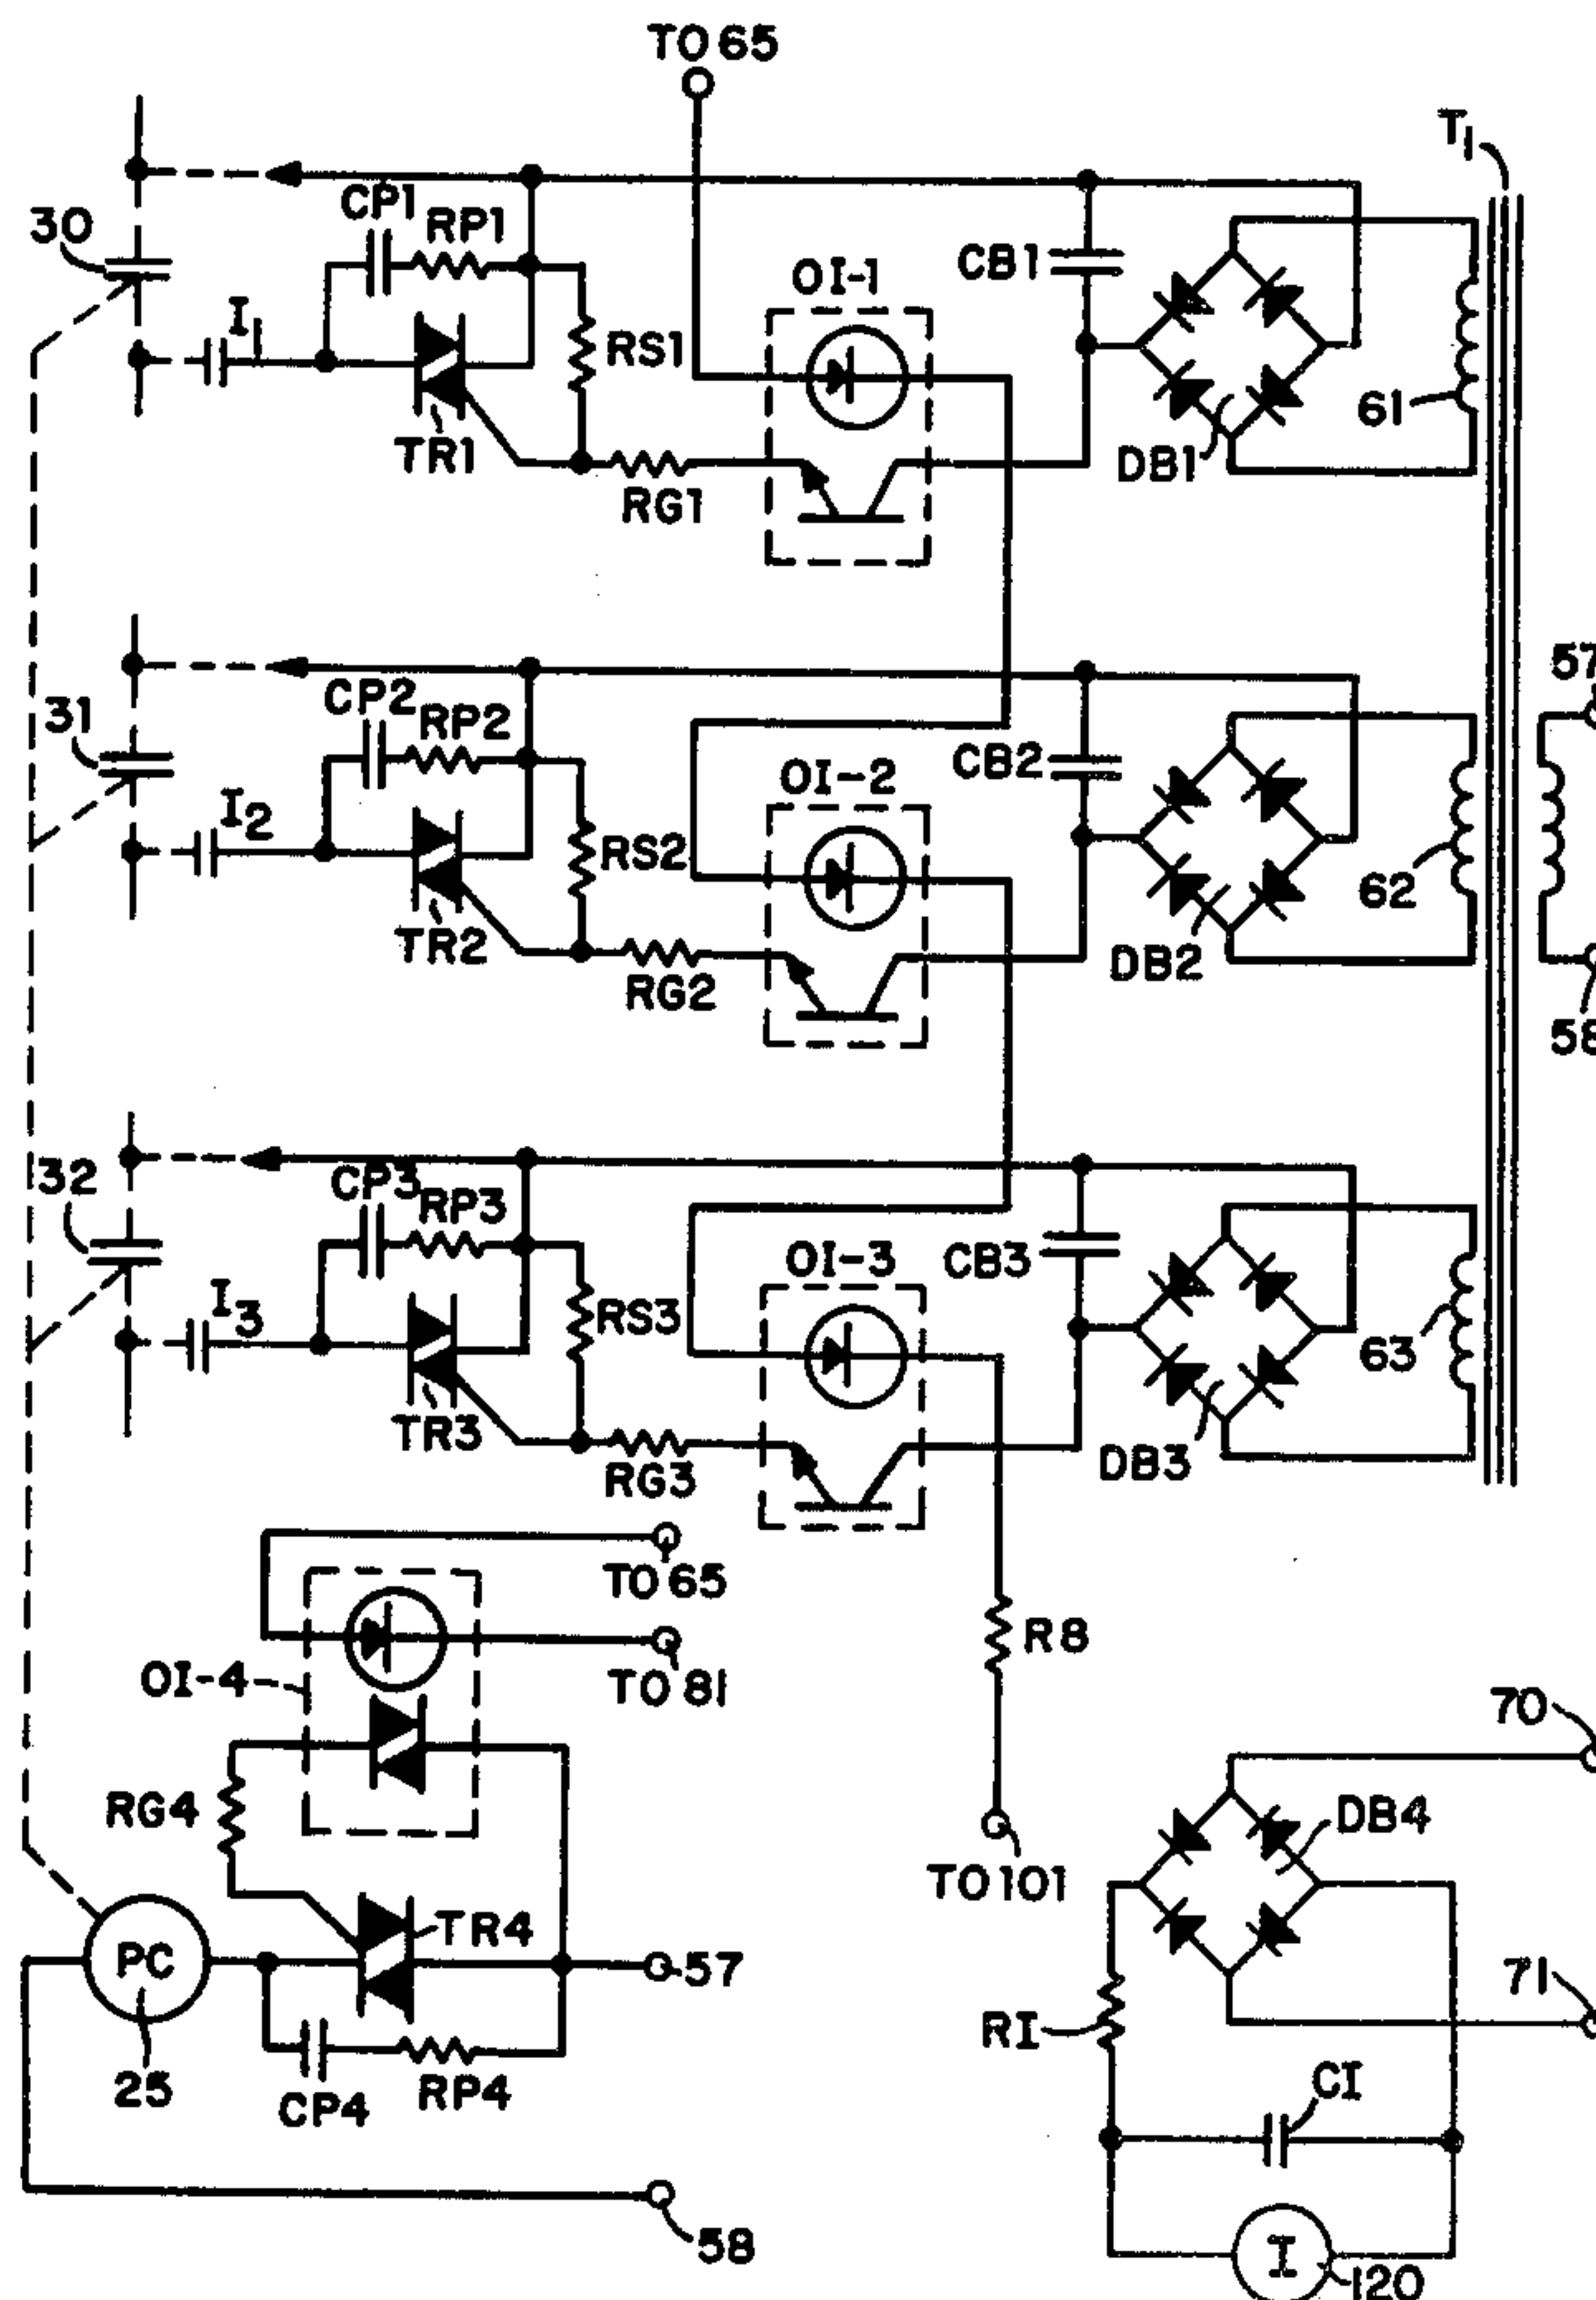 TO 65
T1
30
CP1
RP1
I1
TR1
RS1
RG1
OI-1
CB1
DB1
61
31
CP2
RP2
I2
TR2
RS2
RG2
OI-2
CB2
DB2
62
57
58
32
CP3
RP3
I3
TR3
RS3
RG3
OI-3
CB3
DB3
63
TO 65
TO 81
OI-4
R8
RG4
TO 101
TR4
PC
57
25
CP4
RP4
58
70
DB4
71
RI
CI
I
120